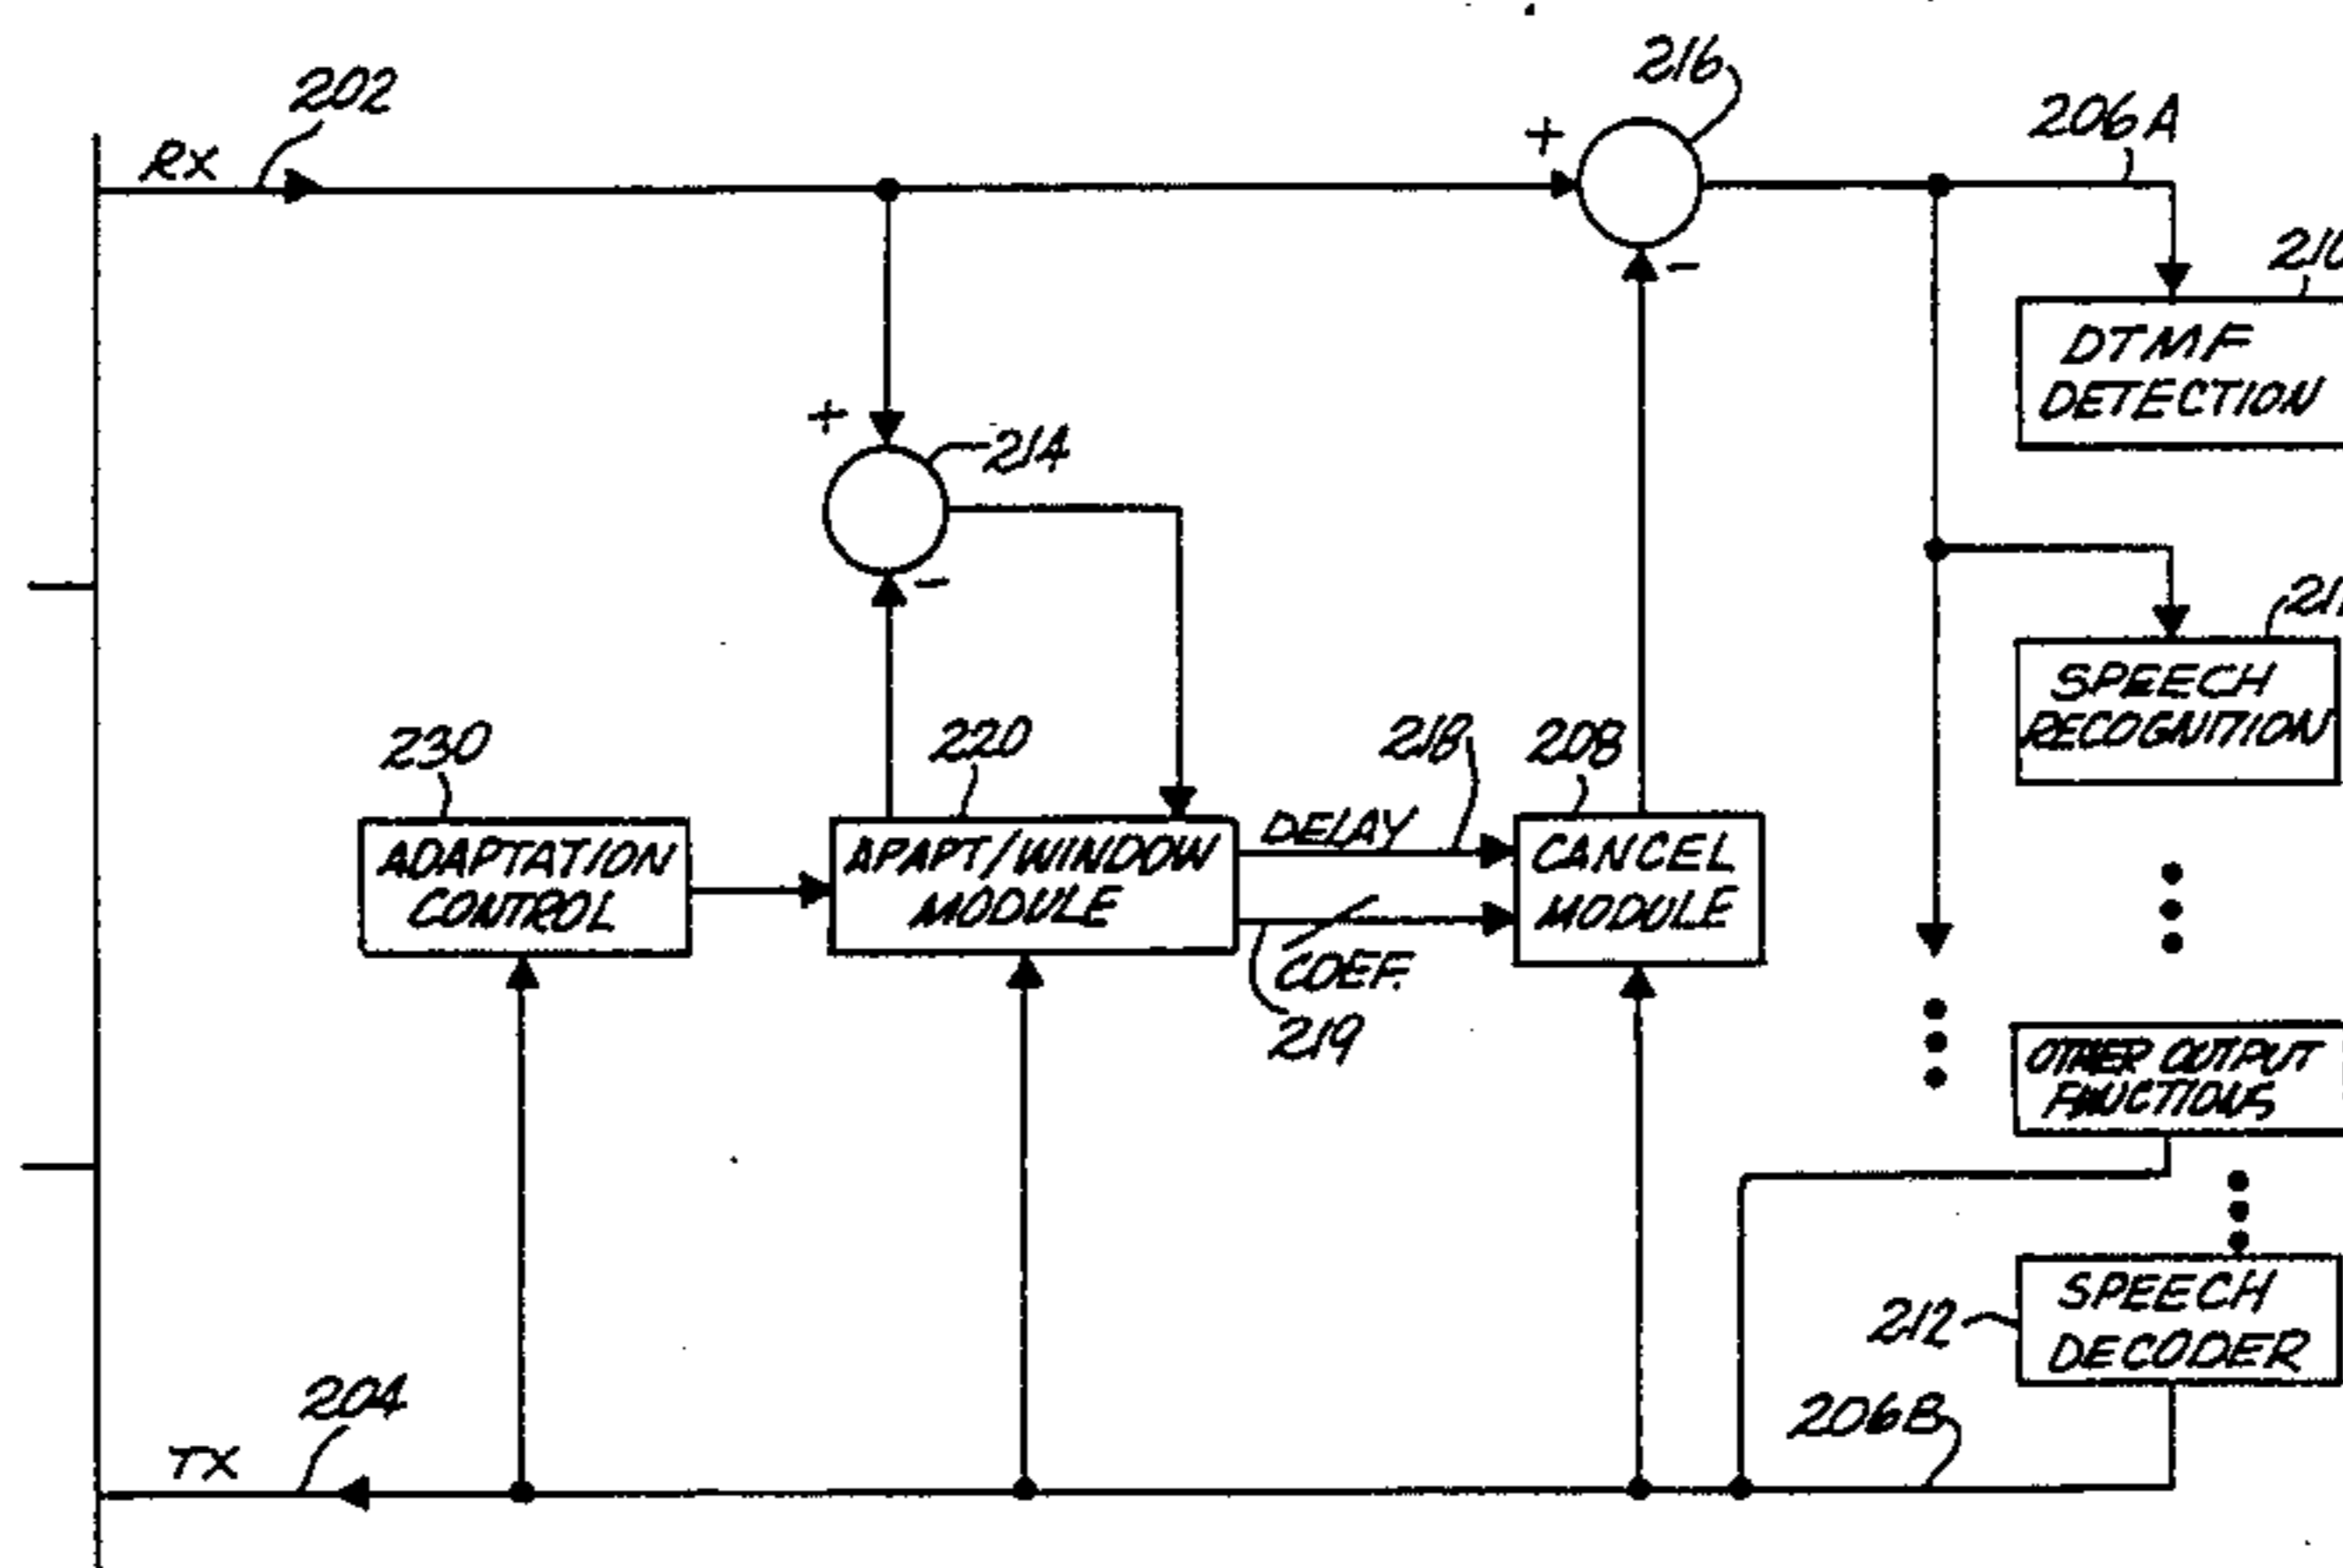 202
216
206A
RX
+
210
DTMF
DETECTION
+
214
-
-
SPEECH
RECOGNITION
230
220
218
208
ADAPTATION
CONTROL
APAPT/WINDOW
MODULE
DELAY
CANCEL
MODULE
COEF.
219
OTHER OUTPUT
FUNCTIONS
SPEECH
DECODER
212
204
206B
TX